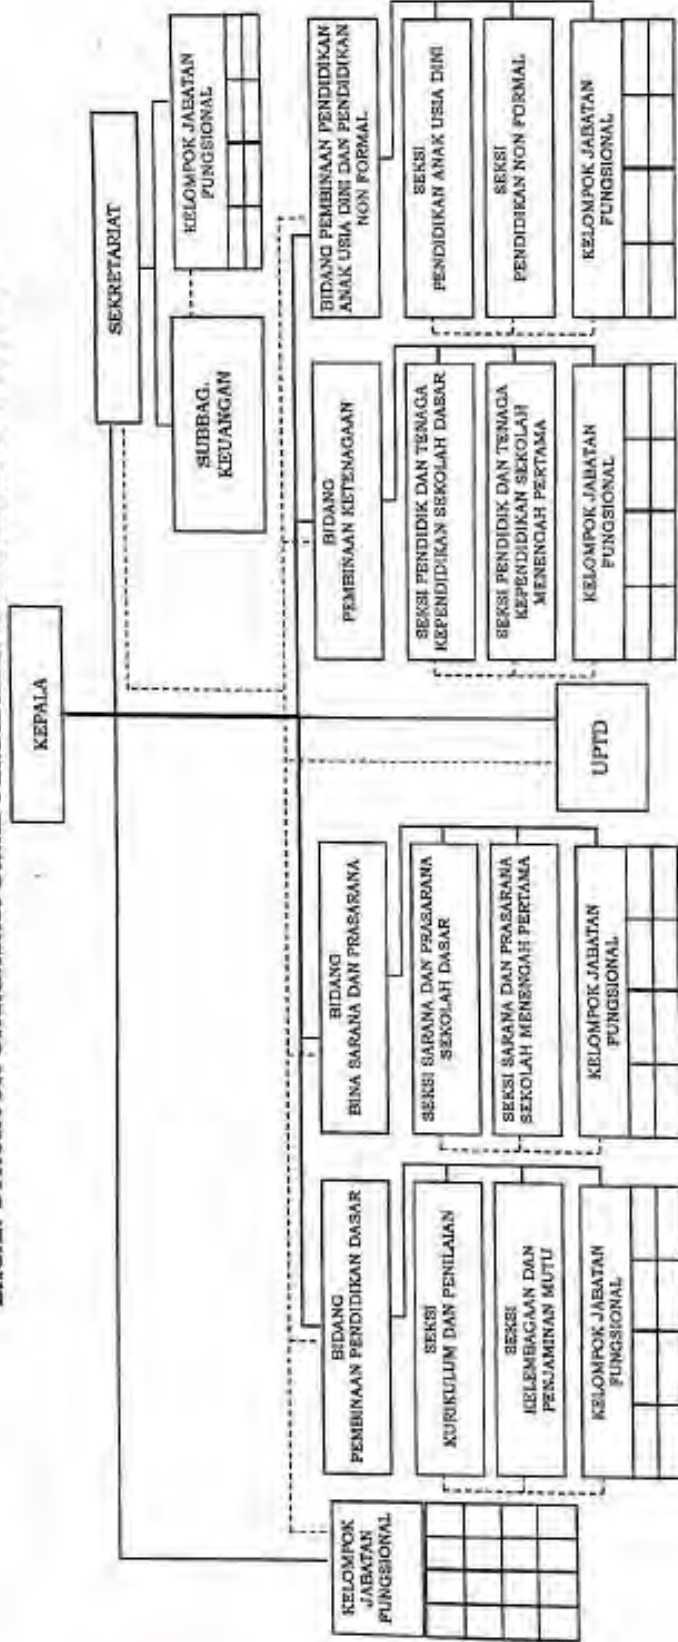 KEPALA
SEKRETARIAT
SUBBAG.
KEUANGAN
KELOMPOK JABATAN
FUNGSIONAL
KELOMPOK
JABATAN
FUNGSIONAL
BIDANG
PEMBINAAN PENDIDIKAN DASAR
SEKSI
KURIKULUM DAN PENILAIAN
SEKSI
KELEMBAGAAN DAN
PENJAMINAN MUTU
KELOMPOK JABATAN
FUNGSIONAL
BIDANG
BINA SARANA DAN PRASARANA
SEKSI SARANA DAN PRASARANA
SEKOLAH DASAR
SEKSI SARANA DAN PRASARANA
SEKOLAH MENENGAH PERTAMA
KELOMPOK JABATAN
FUNGSIONAL
UPTD
BIDANG
PEMBINAAN KETENAGAAN
SEKSI PENDIDIK DAN TENAGA
KEPENDIDIKAN SEKOLAH DASAR
SEKSI PENDIDIK DAN TENAGA
KEPENDIDIKAN SEKOLAH
MENENGAH PERTAMA
KELOMPOK JABATAN
FUNGSIONAL
BIDANG PEMBINAAN PENDIDIKAN
ANAK USIA DINI DAN PENDIDIKAN
NON FORMAL
SEKSI
PENDIDIKAN ANAK USIA DINI
SEKSI
PENDIDIKAN NON FORMAL
KELOMPOK JABATAN
FUNGSIONAL